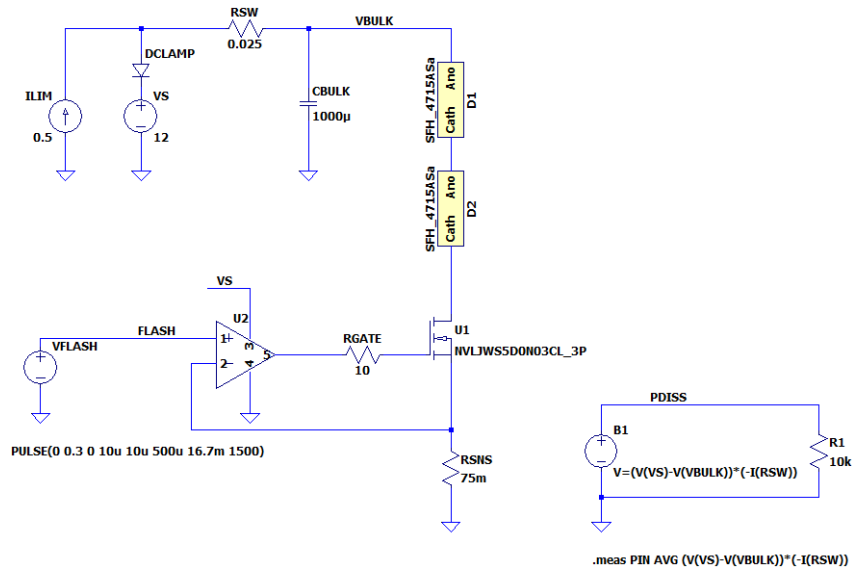 RSW
0.025
VBULK
DCLAMP
ILIM
0.5
VS
12
CBULK
1000µ
SFH_4715ASa
Ano
Cath
D1
SFH_4715ASa
Ano
Cath
D2
VS
U2
FLASH
VFLASH
1
2
3
4
5
RGATE
10
U1
NVLJWS5D0N03CL_3P
PULSE(0 0.3 0 10u 10u 500u 16.7m 1500)
RSNS
75m
PDISS
B1
V=(V(VS)-V(VBULK))*(-I(RSW))
R1
10k
.meas PIN AVG (V(VS)-V(VBULK))*(-I(RSW))